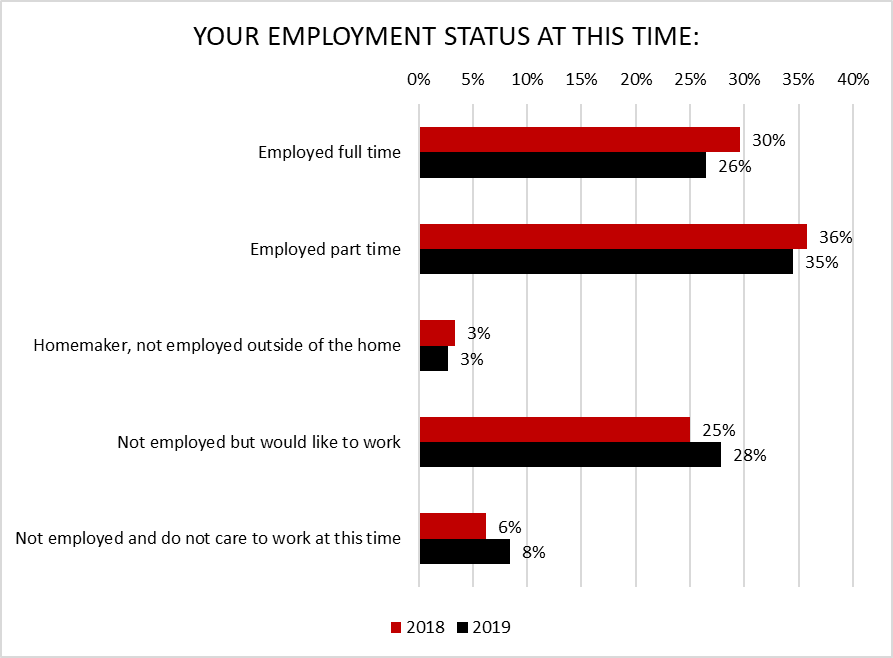 YOUR EMPLOYMENT STATUS AT THIS TIME:
0% 5% 10% 15% 20% 25% 30% 35% 40%
Employed full time
30%
26%
Employed part time
36%
35%
Homemaker, not employed outside of the home
3%
3%
Not employed but would like to work
25%
28%
Not employed and do not care to work at this time
6%
8%
2018 2019